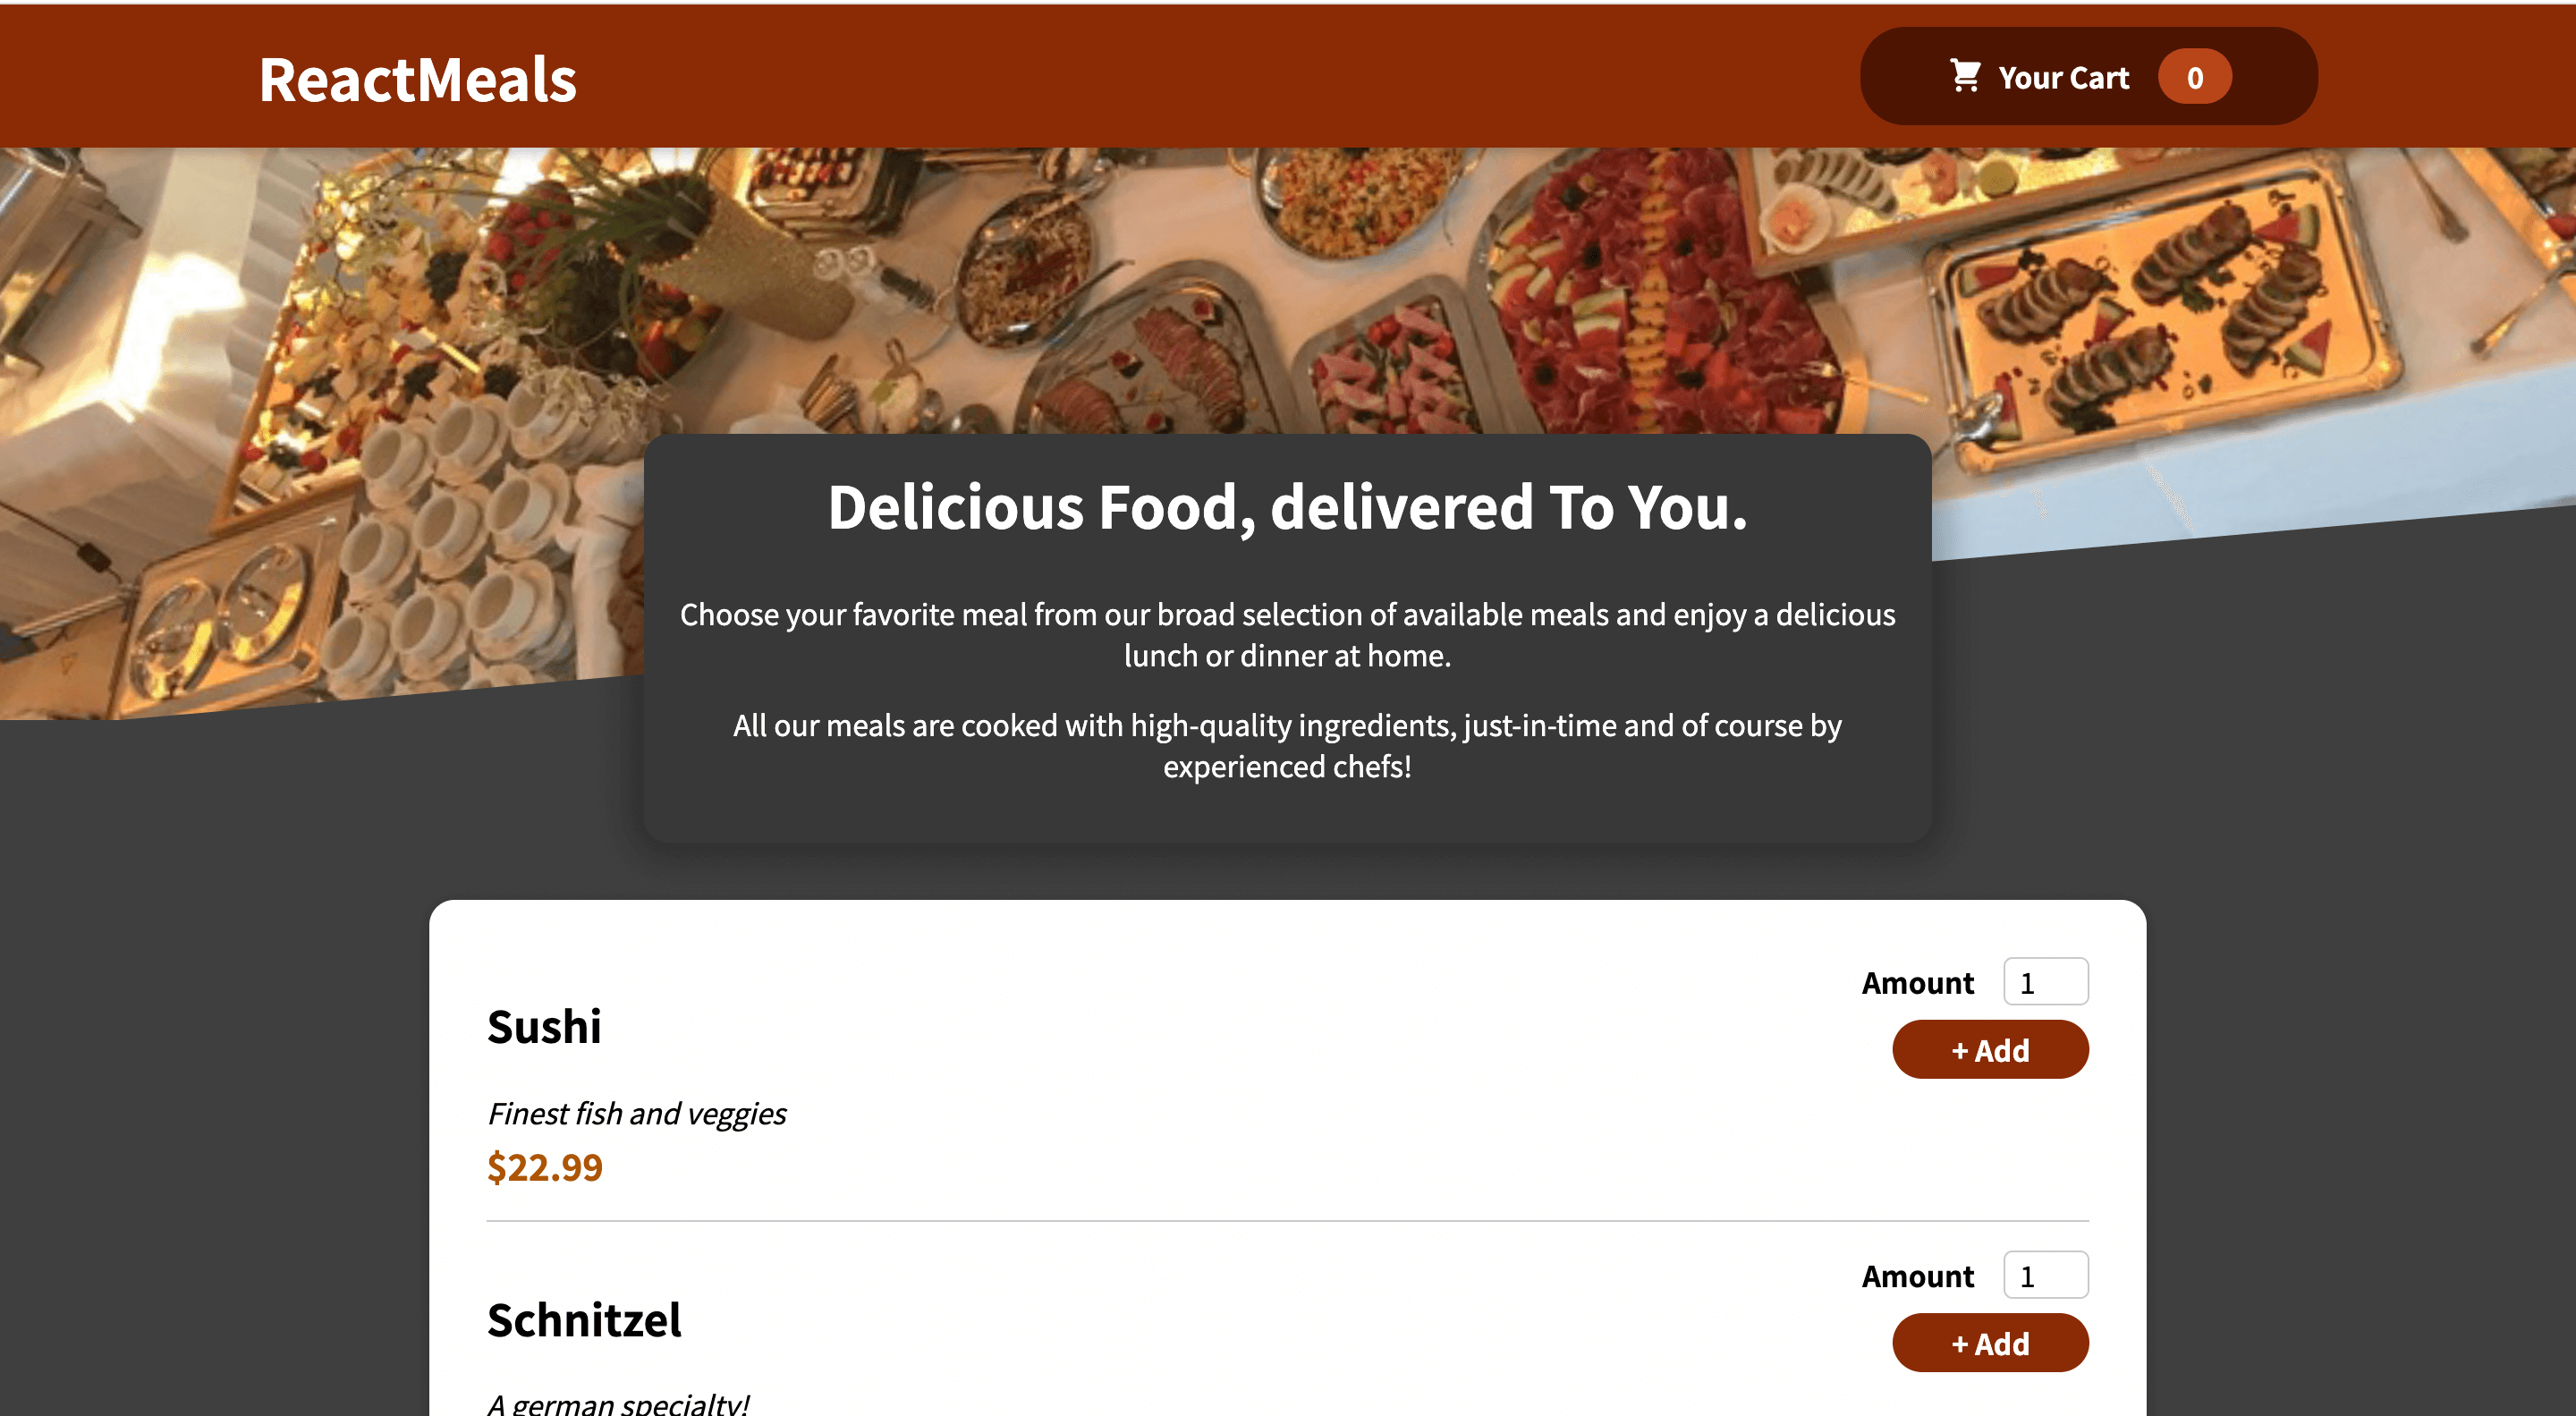 ReactMeals
Your Cart 0
Delicious Food, delivered To You.
Choose your favorite meal from our broad selection of available meals and enjoy a delicious
lunch or dinner at home.
All our meals are cooked with high-quality ingredients, just-in-time and of course by
experienced chefs!
Amount 1
Sushi
+ Add
Finest fish and veggies
$22.99
Amount 1
Schnitzel
+ Add
A german specialty!